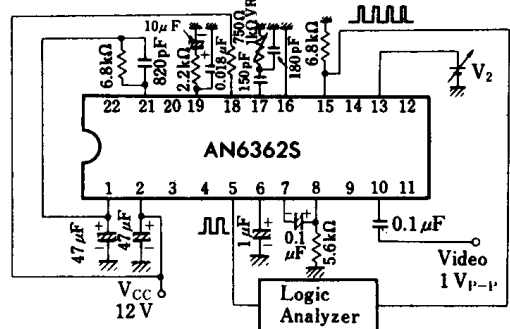 10μF
6.8kΩ
820pF
2.2kΩ
0.018μF
750Ω
1kΩ VR
150pF
180pF
6.8kΩ
V2
22 21 20 19 18 17 16 15 14 13 12
AN6362S
1 2 3 4 5 6 7 8 9 10 11
47μF
47μF
1μF
0.1
μF
5.6kΩ
0.1μF
Video
1 VP-P
VCC
12 V
Logic
Analyzer